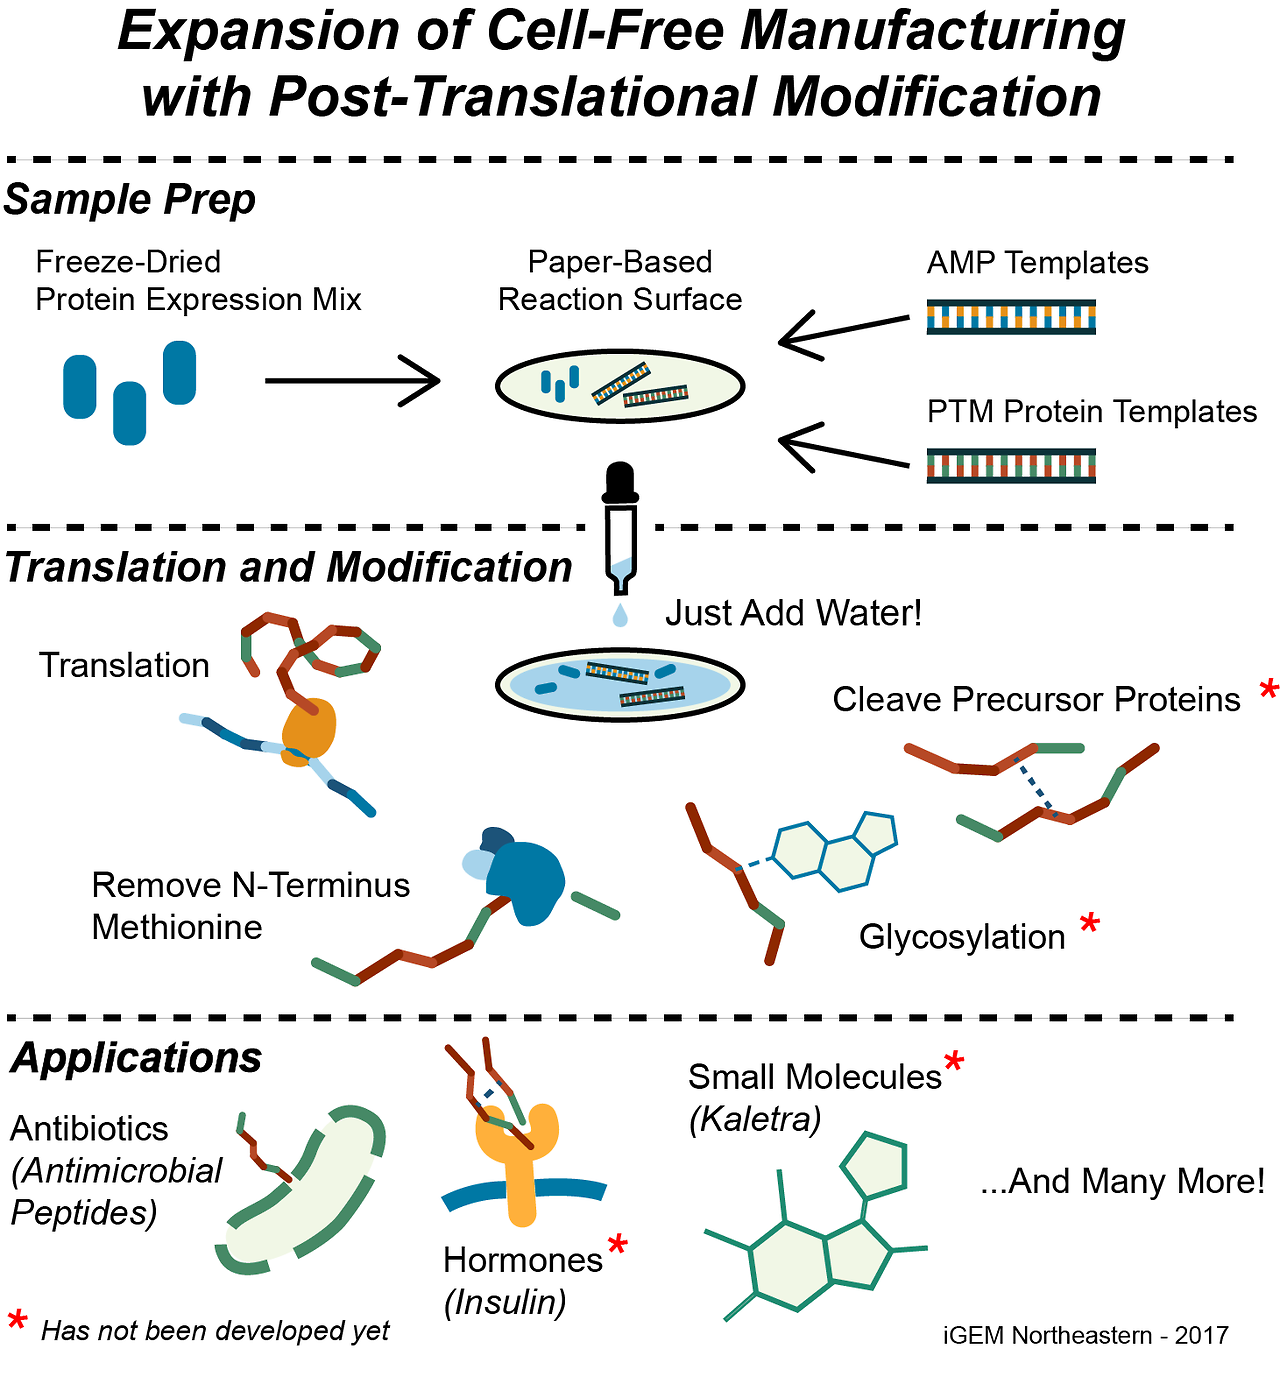 Expansion of Cell-Free Manufacturing
with Post-Translational Modification
Sample Prep
Freeze-Dried
Protein Expression Mix
Paper-Based
Reaction Surface
AMP Templates
PTM Protein Templates
Translation and Modification
Just Add Water!
Translation
Cleave Precursor Proteins *
Remove N-Terminus
Methionine
Glycosylation *
Applications
Antibiotics
(Antimicrobial
Peptides)
Hormones*
(Insulin)
Small Molecules*
(Kaletra)
...And Many More!
* Has not been developed yet
iGEM Northeastern - 2017